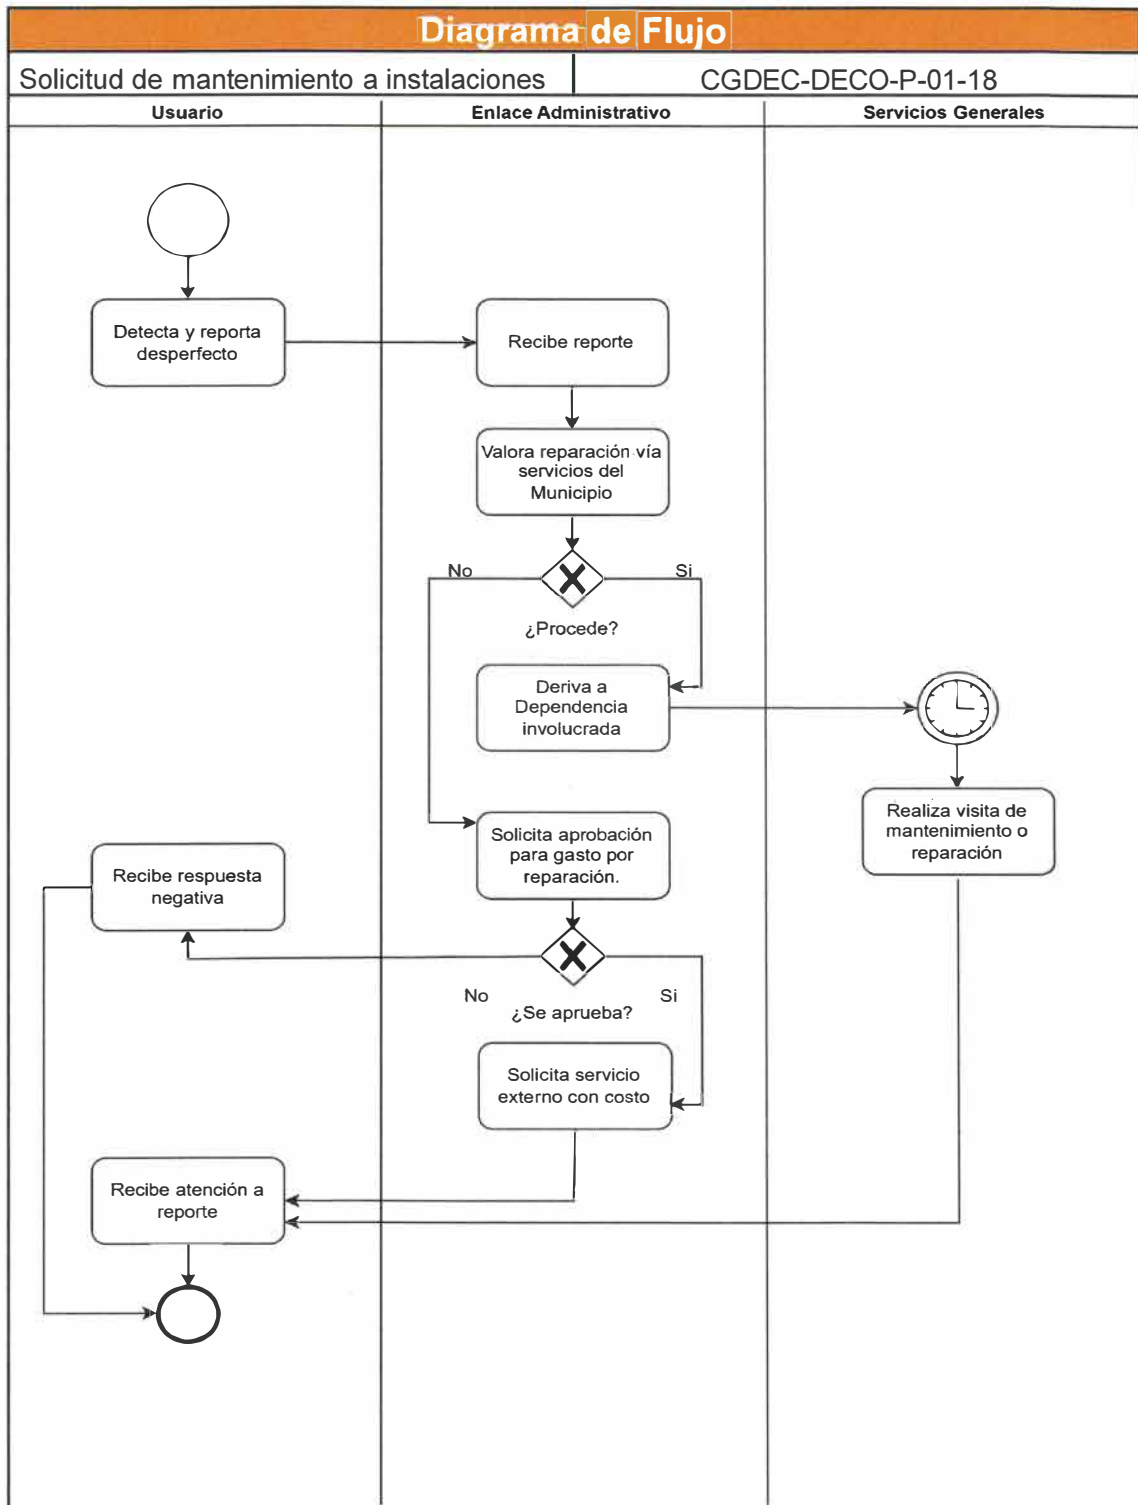 Diagrama de Flujo
Solicitud de mantenimiento a instalaciones
CGDEC-DECO-P-01-18
Usuario
Enlace Administrativo
Servicios Generales
Detecta y reporta
desperfecto
Recibe reporte
Valora reparación vía
servicios del
Municipio
No
Si
¿Procede?
Deriva a
Dependencia
involucrada
Realiza visita de
mantenimiento o
reparación
Solicita aprobación
para gasto por
reparación.
Recibe respuesta
negativa
No
Si
¿Se aprueba?
Solicita servicio
externo con costo
Recibe atención a
reporte